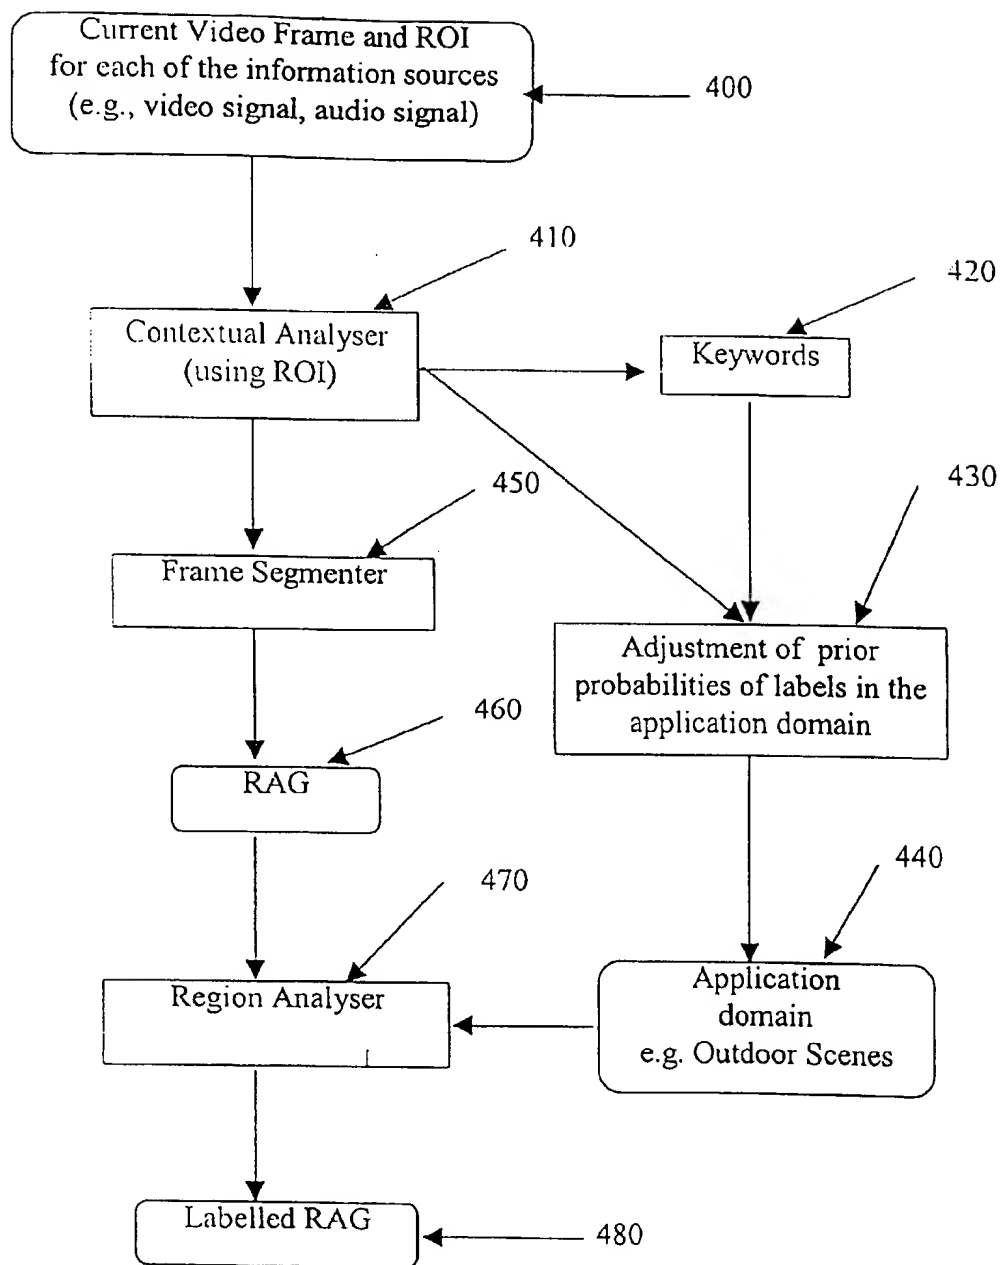 Current Video Frame and ROI
for each of the information sources
(e.g., video signal, audio signal)
400
410
420
Contextual Analyser
(using ROI)
Keywords
450
430
Frame Segmenter
Adjustment of prior
probabilities of labels in the
application domain
460
RAG
440
470
Region Analyser
Application
domain
e.g. Outdoor Scenes
Labelled RAG
480